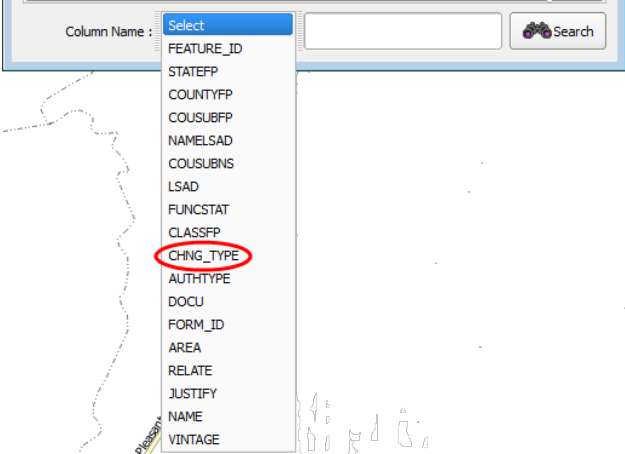 Column Name : Select Search
FEATURE_ID
STATEFP
COUNTYFP
COUSUBFP
NAMELSAD
COUSUBNS
LSAD
FUNCSTAT
CLASSFP
CHNG_TYPE
AUTHTYPE
DOCU
FORM_ID
AREA
RELATE
JUSTIFY
NAME
VINTAGE
Pleasant